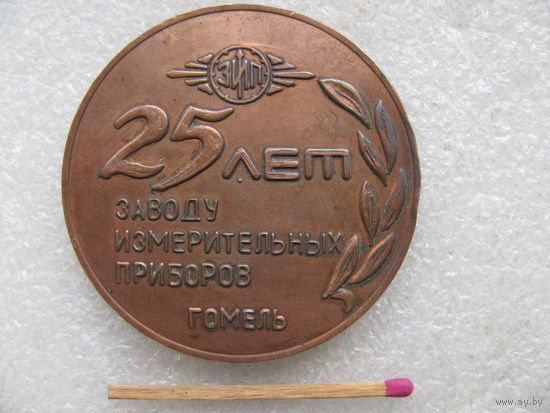 ЗИП
25 ЛЕТ
ЗАВОДУ
ИЗМЕРИТЕЛЬНЫХ
ПРИБОРОВ
ГОМЕЛЬ
www.ay.by